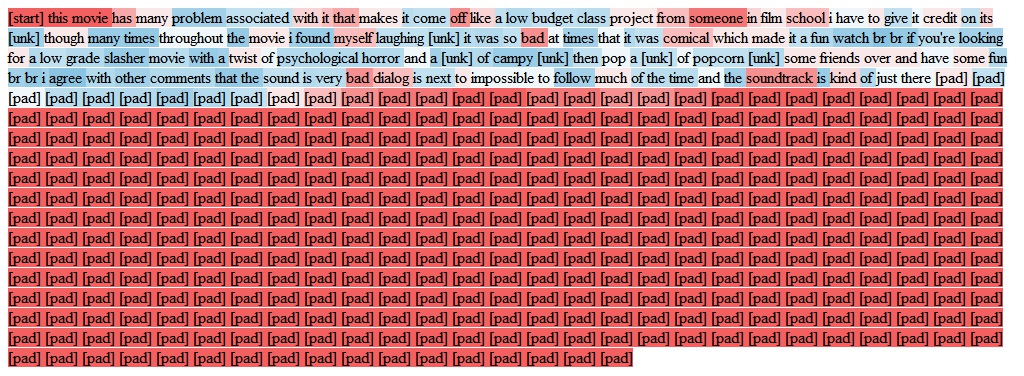 [start] this movie has many problem associated with it that makes it come off like a low budget class project from someone in film school i have to give it credit on its
[unk] though many times throughout the movie i found myself laughing [unk] it was so bad at times that it was comical which made it a fun watch br br if you're looking
for a low grade slasher movie with a twist of psychological horror and a [unk] of campy [unk] then pop a [unk] of popcorn [unk] some friends over and have some fun
br br i agree with other comments that the sound is very bad dialog is next to impossible to follow much of the time and the soundtrack is kind of just there [pad] [pad]
[pad] [pad] [pad] [pad] [pad] [pad] [pad] [pad] [pad] [pad] [pad] [pad] [pad] [pad] [pad] [pad] [pad] [pad] [pad] [pad] [pad] [pad] [pad] [pad] [pad] [pad] [pad]
[pad] [pad] [pad] [pad] [pad] [pad] [pad] [pad] [pad] [pad] [pad] [pad] [pad] [pad] [pad] [pad] [pad] [pad] [pad] [pad] [pad] [pad] [pad] [pad] [pad] [pad] [pad]
[pad] [pad] [pad] [pad] [pad] [pad] [pad] [pad] [pad] [pad] [pad] [pad] [pad] [pad] [pad] [pad] [pad] [pad] [pad] [pad] [pad] [pad] [pad] [pad] [pad] [pad] [pad]
[pad] [pad] [pad] [pad] [pad] [pad] [pad] [pad] [pad] [pad] [pad] [pad] [pad] [pad] [pad] [pad] [pad] [pad] [pad] [pad] [pad] [pad] [pad] [pad] [pad] [pad] [pad]
[pad] [pad] [pad] [pad] [pad] [pad] [pad] [pad] [pad] [pad] [pad] [pad] [pad] [pad] [pad] [pad] [pad] [pad] [pad] [pad] [pad] [pad] [pad] [pad] [pad] [pad] [pad]
[pad] [pad] [pad] [pad] [pad] [pad] [pad] [pad] [pad] [pad] [pad] [pad] [pad] [pad] [pad] [pad] [pad] [pad] [pad] [pad] [pad] [pad] [pad] [pad] [pad] [pad] [pad]
[pad] [pad] [pad] [pad] [pad] [pad] [pad] [pad] [pad] [pad] [pad] [pad] [pad] [pad] [pad] [pad] [pad] [pad] [pad] [pad] [pad] [pad] [pad] [pad] [pad] [pad] [pad]
[pad] [pad] [pad] [pad] [pad] [pad] [pad] [pad] [pad] [pad] [pad] [pad] [pad] [pad] [pad] [pad] [pad] [pad] [pad] [pad] [pad] [pad] [pad] [pad] [pad] [pad] [pad]
[pad] [pad] [pad] [pad] [pad] [pad] [pad] [pad] [pad] [pad] [pad] [pad] [pad] [pad] [pad] [pad] [pad] [pad] [pad] [pad] [pad] [pad] [pad] [pad] [pad] [pad] [pad]
[pad] [pad] [pad] [pad] [pad] [pad] [pad] [pad] [pad] [pad] [pad] [pad] [pad] [pad] [pad] [pad] [pad] [pad] [pad] [pad] [pad] [pad] [pad] [pad] [pad] [pad] [pad]
[pad] [pad] [pad] [pad] [pad] [pad] [pad] [pad] [pad] [pad] [pad] [pad] [pad] [pad] [pad] [pad] [pad] [pad] [pad] [pad] [pad] [pad] [pad] [pad] [pad] [pad] [pad]
[pad] [pad] [pad] [pad] [pad] [pad] [pad] [pad] [pad] [pad] [pad] [pad] [pad] [pad] [pad] [pad] [pad] [pad] [pad] [pad] [pad] [pad] [pad] [pad] [pad] [pad] [pad]
[pad] [pad] [pad] [pad] [pad] [pad] [pad] [pad] [pad] [pad] [pad] [pad] [pad] [pad] [pad] [pad] [pad] [pad] [pad] [pad] [pad] [pad] [pad] [pad] [pad] [pad] [pad]
[pad] [pad] [pad] [pad] [pad] [pad] [pad] [pad] [pad] [pad] [pad] [pad] [pad] [pad] [pad] [pad] [pad]